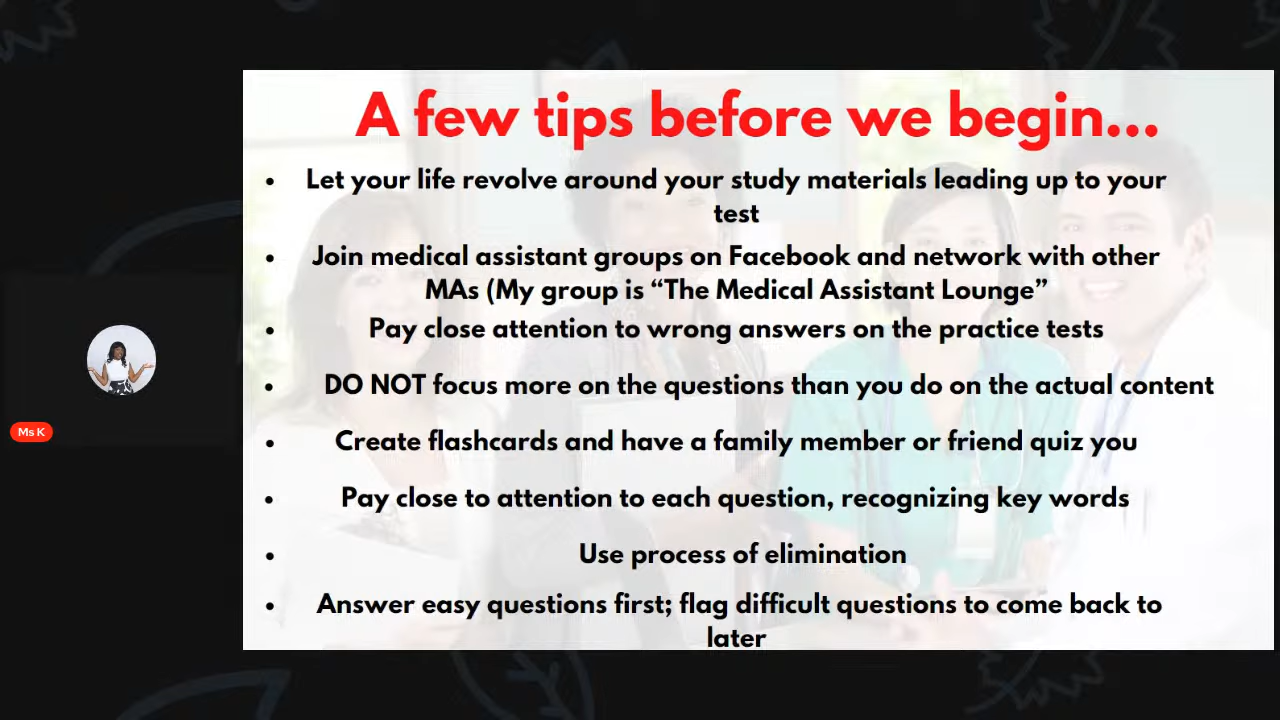 A few tips before we begin...
• Let your life revolve around your study materials leading up to your
test
• Join medical assistant groups on Facebook and network with other
MAs (My group is “The Medical Assistant Lounge”
• Pay close attention to wrong answers on the practice tests
• DO NOT focus more on the questions than you do on the actual content
• Create flashcards and have a family member or friend quiz you
• Pay close to attention to each question, recognizing key words
• Use process of elimination
• Answer easy questions first; flag difficult questions to come back to
later
Ms K